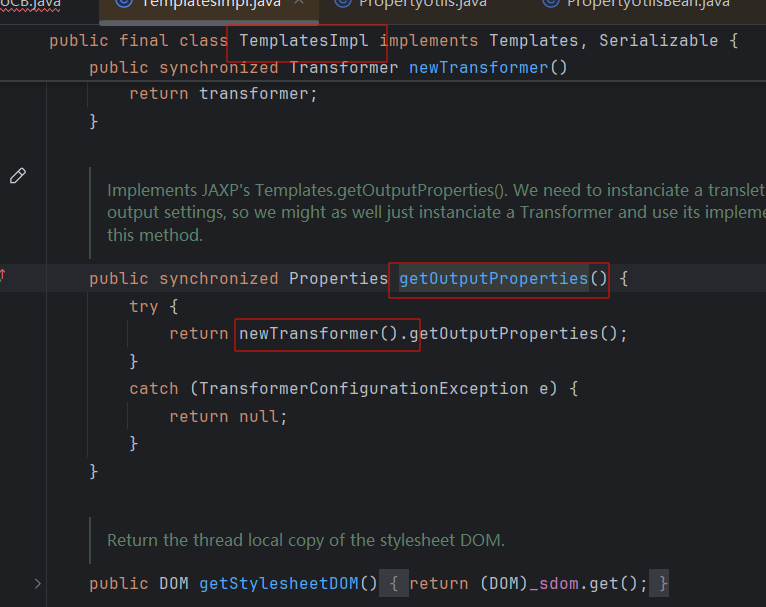 UCB.java TemplatesImpl.java × PropertyUtils.java PropertyUtilsBean.java
public final class TemplatesImpl implements Templates, Serializable {
public synchronized Transformer newTransformer()
return transformer;
}
Implements JAXP's Templates.getOutputProperties(). We need to instanciate a translet
output settings, so we might as well just instanciate a Transformer and use its impleme
this method.
public synchronized Properties getOutputProperties() {
try {
return newTransformer().getOutputProperties();
}
catch (TransformerConfigurationException e) {
return null;
}
}
Return the thread local copy of the stylesheet DOM.
public DOM getStylesheetDOM() { return (DOM)_sdom.get(); }